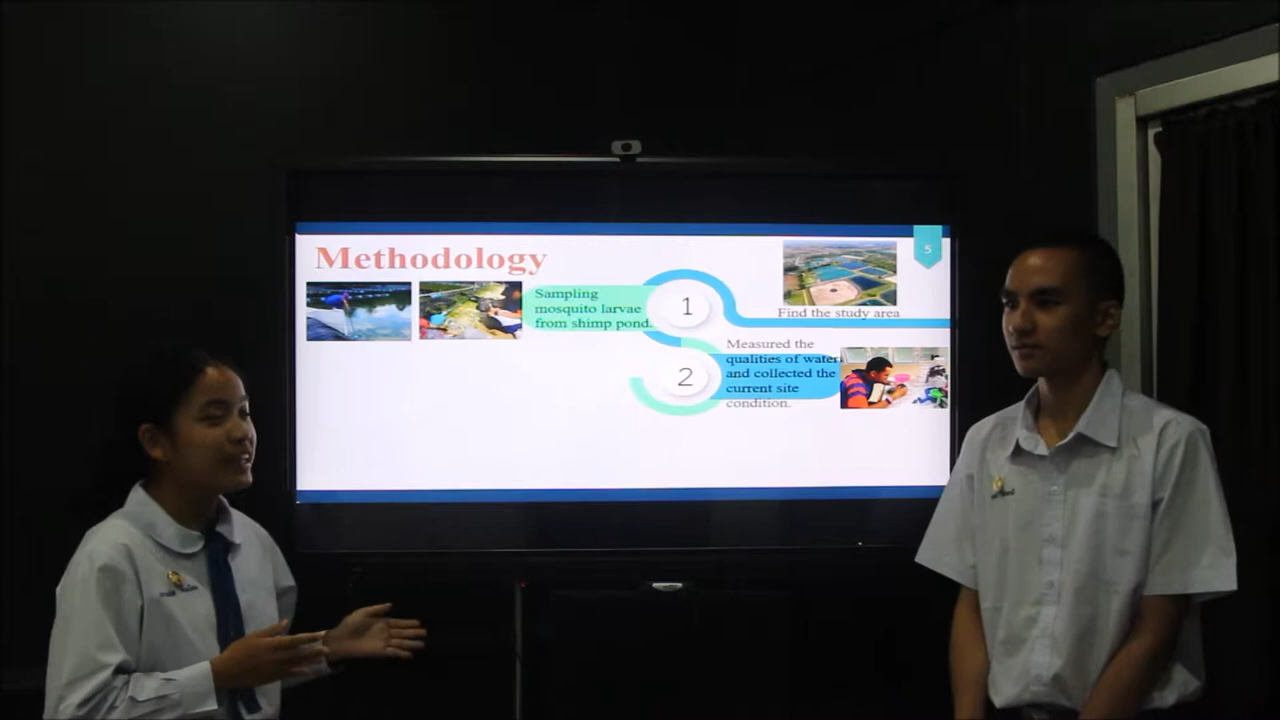 Methodology
5
Sampling
mosquito larvae
from shimp pond.
1
Find the study area
2
Measured the
qualities of water
and collected the
current site
condition.